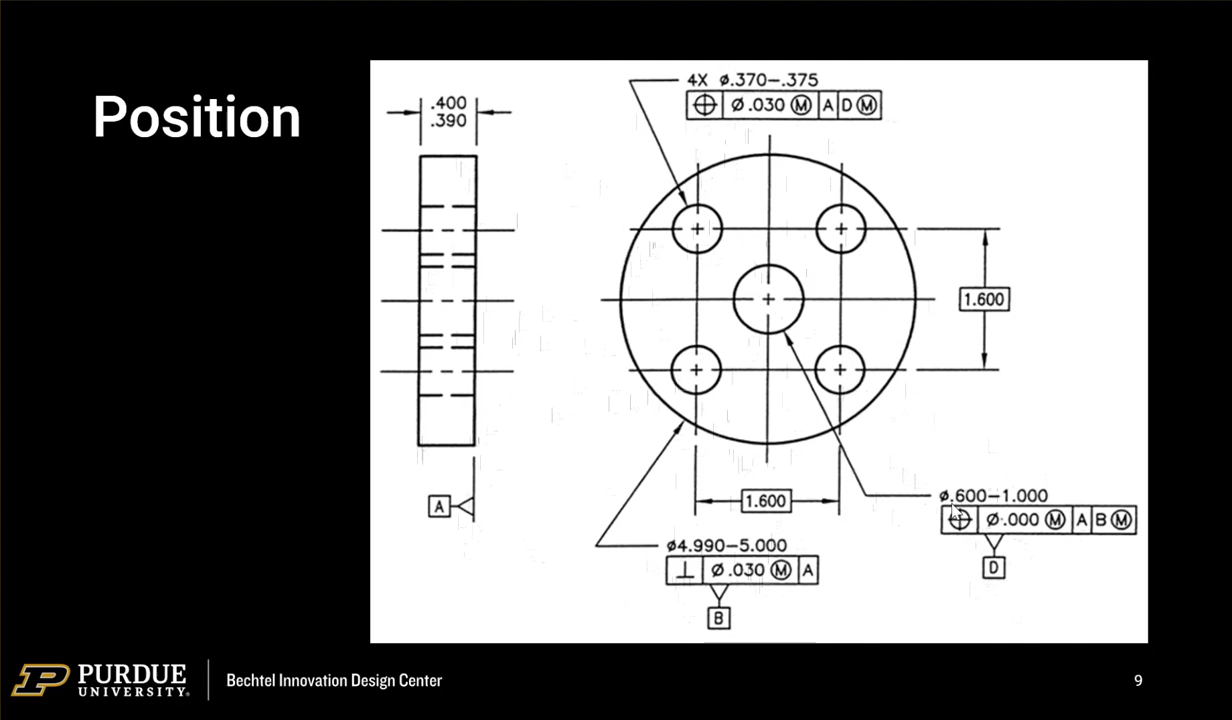 Position
.400
.390
4X ⌀.370-.375
⌖ ⌀.030 Ⓜ A D Ⓜ
1.600
A
1.600
⌀.600-1.000
⌖ ⌀.000 Ⓜ A B Ⓜ
D
⌀4.990-5.000
⊥ ⌀.030 Ⓜ A
B
PURDUE
UNIVERSITY®
Bechtel Innovation Design Center
9